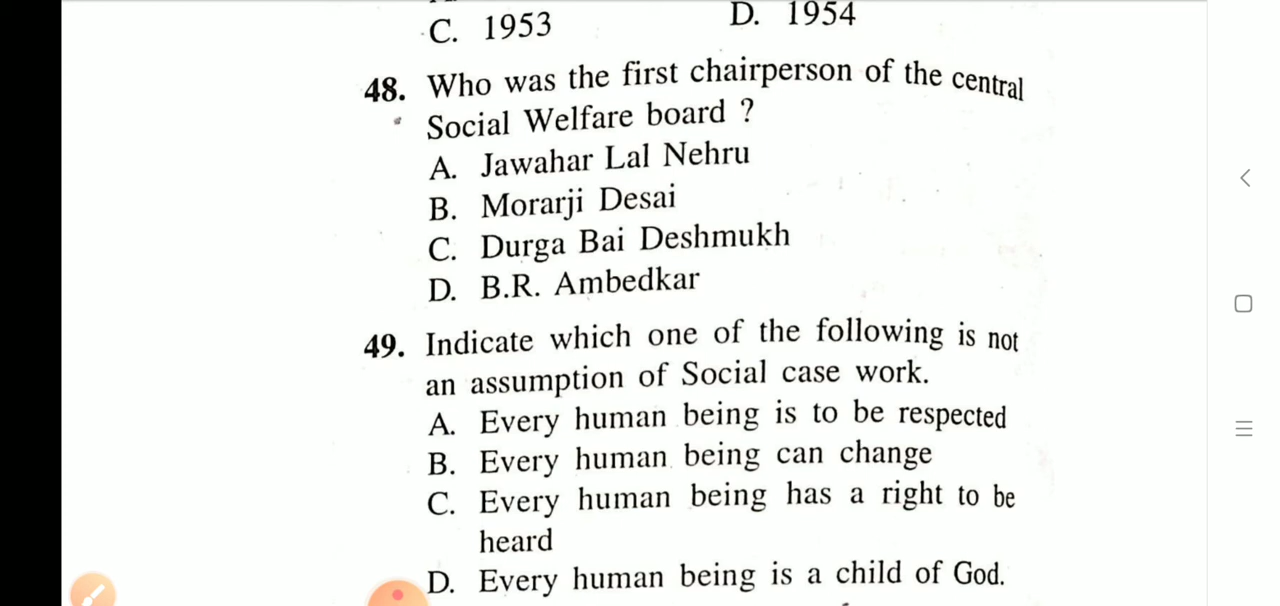 C. 1953 D. 1954
48. Who was the first chairperson of the central
Social Welfare board ?
A. Jawahar Lal Nehru
B. Morarji Desai
C. Durga Bai Deshmukh
D. B.R. Ambedkar
49. Indicate which one of the following is not
an assumption of Social case work.
A. Every human being is to be respected
B. Every human being can change
C. Every human being has a right to be
heard
D. Every human being is a child of God.